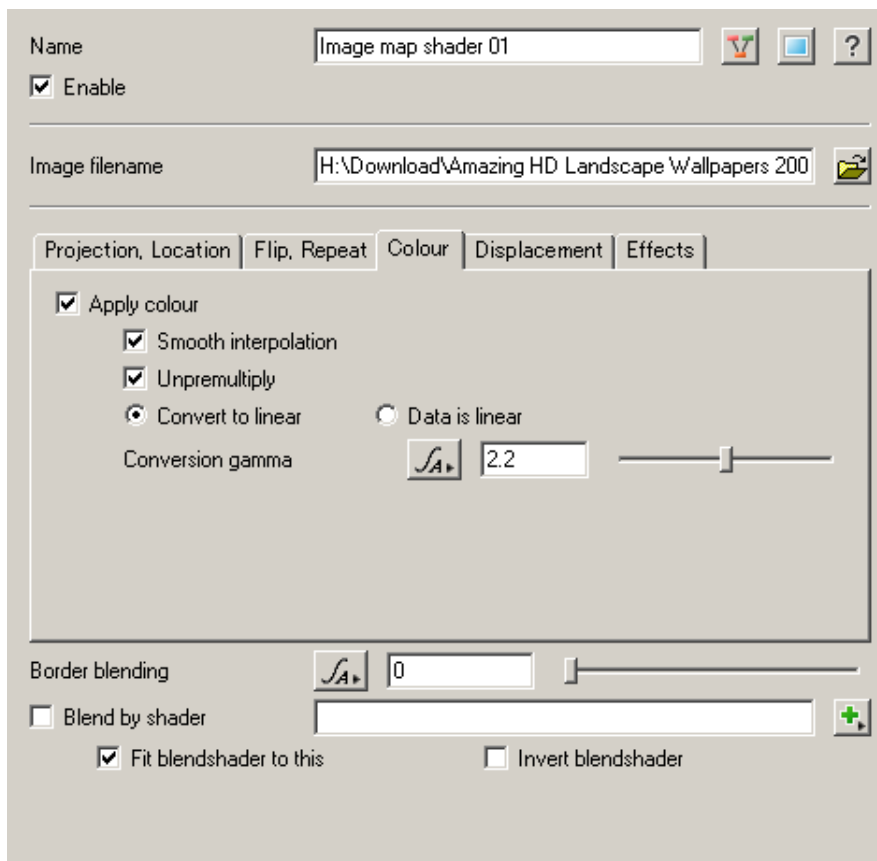 Name Image map shader 01 ?
Enable
Image filename H:\Download\Amazing HD Landscape Wallpapers 200
Projection, Location Flip, Repeat Colour Displacement Effects
Apply colour
Smooth interpolation
Unpremultiply
Convert to linear Data is linear
Conversion gamma A 2.2
Border blending A 0
Blend by shader
Fit blendshader to this Invert blendshader